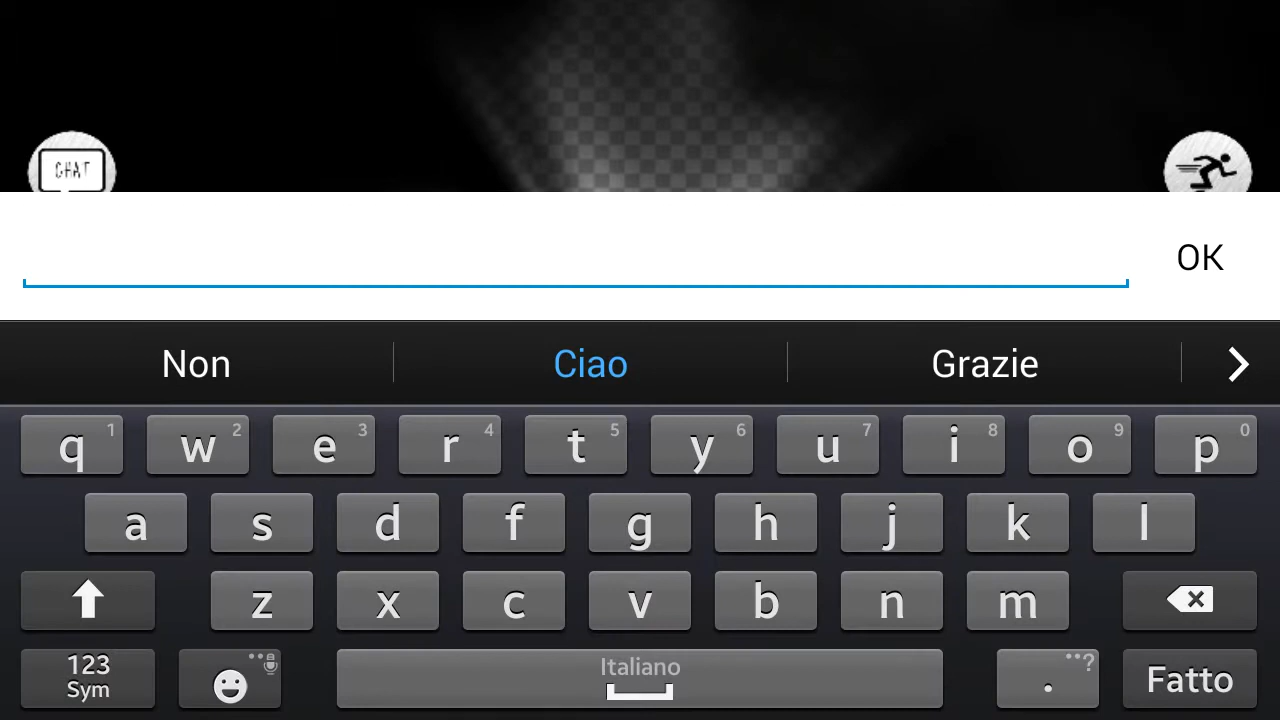 CHAT
OK
Non Ciao Grazie
q 1 w 2 e 3 r 4 t 5 y 6 u 7 i 8 o 9 p 0
a s d f g h j k l
z x c v b n m
123 Sym Italiano . ? Fatto